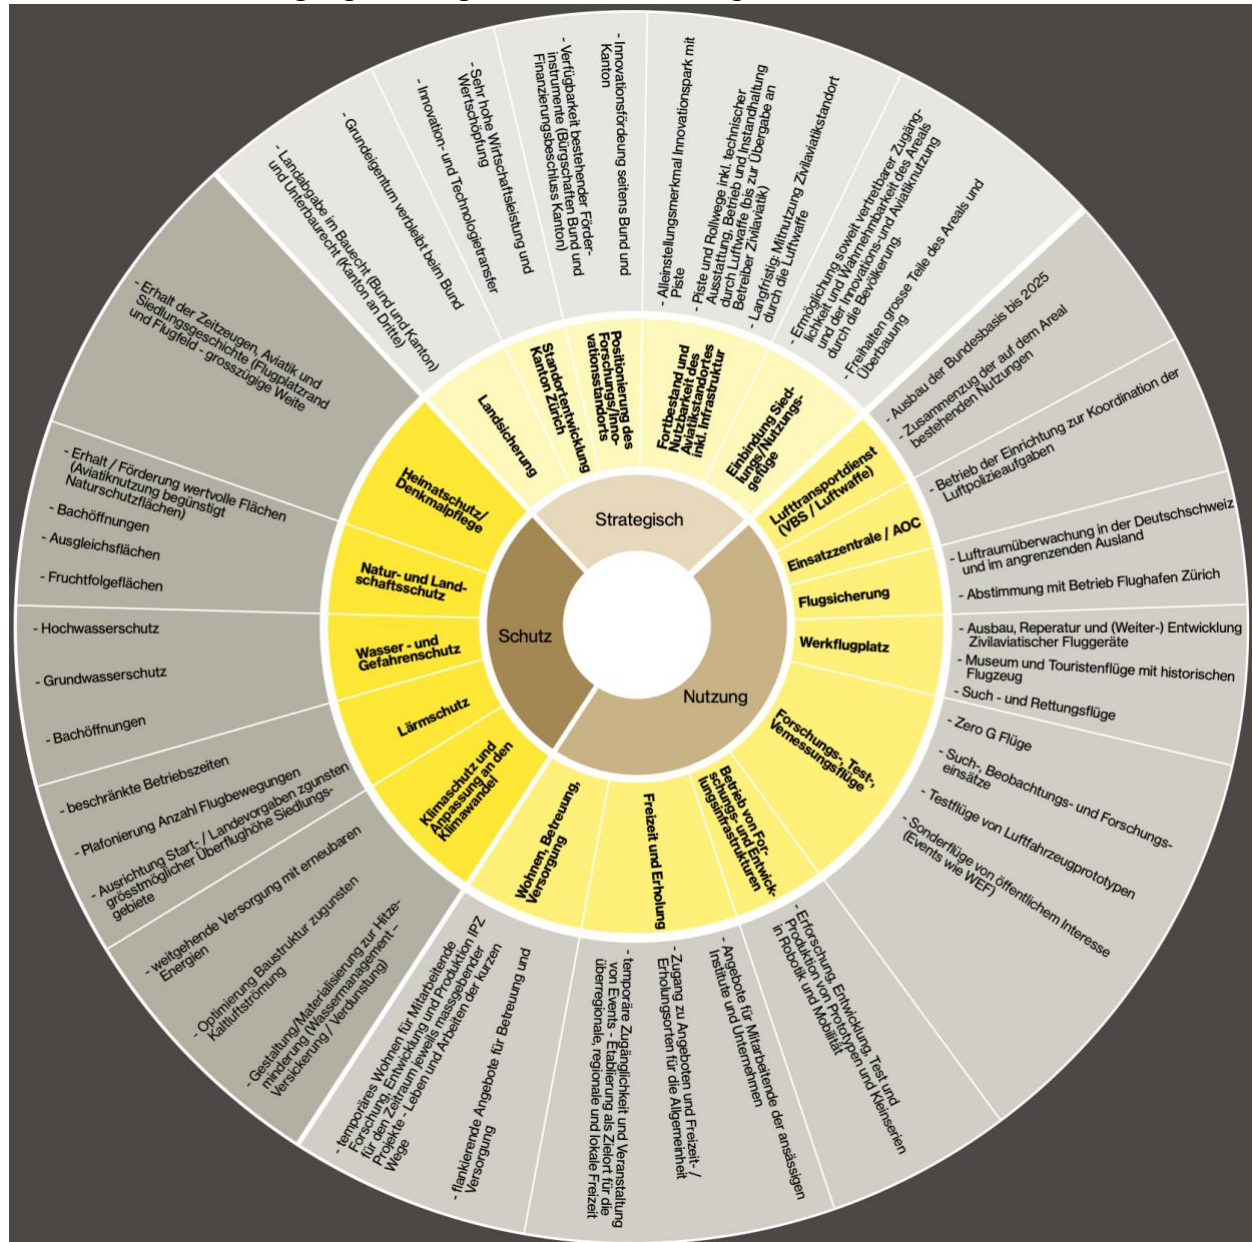 Strategisch
Nutzung
Schutz
Landsicherung
Standortentwicklung
Kanton Zürich
Positionierung des
Forschungs/Inno-
vationsstandorts
Fortbestand und
Nutzbarkeit des
Aviatikstandortes
inkl. Infrastruktur
Einbindung Sied-
lungs/Nutzungs-
gefüge
Lufttransportdienst
(VBS / Luftwaffe)
Einsatzzentrale / AOC
Flugsicherung
Werkflugplatz
Forschungs-, Test-,
Vernessungsflüge
Betrieb von For-
schungs- und Entwick-
lungsinfrastrukturen
Freizeit und Erholung
Wohnen, Betreuung,
Versorgung
Klimaschutz und
Anpassung an den
Klimawandel
Lärmschutz
Wasser - und
Gefahrenschutz
Natur- und Land-
schaftsschutz
Heimatschutz/
Denkmalpflege
- Landabgabe im Baurecht (Bund und Kanton)
und Unterbaurecht (Kanton an Dritte)
- Grundeigentum verbleibt beim Bund
- Innovation- und Technologietransfer
- Sehr hohe Wirtschaftsleistung und
Wertschöpfung
- Verfügbarkeit bestehender Förder-
instrumente (Bürgschaften Bund und
Finanzierungsbeschluss Kanton)
- Innovationsfördeung seitens Bund und
Kanton
- Alleinstellungsmerkmal Innovationspark mit
Piste
- Piste und Rollwege inkl. technischer
Ausstattung, Betrieb und Instandhaltung
durch Luftwaffe (bis zur Übergabe an
Betreiber Zivilaviatik)
- Langfristig: Mitnutzung Zivilaviatikstandort
durch die Luftwaffe
- Ermöglichung soweit vertretbarer Zugäng-
lichkeit und Wahrnehmbarkeit des Areals
und der Innovations-und Aviatiknutzung
durch die Bevölkerung.
- Freihalten grosse Teile des Areals und
Überbauung
- Ausbau der Bundesbasis bis 2025
- Zusammenzug der auf dem Areal
bestehenden Nutzungen
- Betrieb der Einrichtung zur Koordination der
Luftpolizieaufgaben
- Luftraumüberwachung in der Deutschschweiz
und im angrenzenden Ausland
- Abstimmung mit Betrieb Flughafen Zürich
- Ausbau, Reperatur und (Weiter-) Entwicklung
Zivilaviatischer Fluggeräte
- Museum und Touristenflüge mit historischen
Flugzeug
- Such - und Rettungsflüge
- Zero G Flüge
- Such-, Beobachtungs- und Forschungs-
einsätze
- Testflüge von Luftfahrzeugprototypen
- Sonderflüge von öffentlichem Interesse
(Events wie WEF)
- Erforschung, Entwicklung, Test und
Produktion von Prototypen und Kleinserien
in Robotik und Mobilität
- Angebote für Mitarbeitende der ansässigen
Institute und Unternehmen
- Zugang zu Angeboten und Freizeit- /
Erholungsorten für die Allgemeinheit
- temporäre Zugänglichkeit und Veranstaltung
von Events - Etablierung als Zielort für die
überregionale, regionale und lokale Freizeit
- flankierende Angebote für Betreuung und
Versorgung
- temporäres Wohnen für Mitarbeitende
Forschung, Entwicklung und Produktion IPZ
für den Zeitraum jeweils massgebender
Projekte - Leben und Arbeiten der kurzen
Wege
- weitgehende Versorgung mit erneubaren
Energien
- Optimierung Baustruktur zugunsten
Kaltluftströmung
- Gestaltung/Materialisierung zur Hitze-
minderung (Wassermanagement –
Versickerung / Verdunstung)
- beschränkte Betriebszeiten
- Plafonierung Anzahl Flugbewegungen
- Ausrichtung Start- / Landevorgaben zgunsten
grösstmöglicher Überflughöhe Siedlungs-
gebiete
- Hochwasserschutz
- Grundwasserschutz
- Bachöffnungen
- Erhalt / Förderung wertvolle Flächen
(Aviatiknutzung begünstigt
Naturschutzflächen)
- Bachöffnungen
- Ausgleichsflächen
- Fruchtfolgeflächen
- Erhalt der Zeitzeugen, Aviatik und
Siedlungsgeschichte (Flugplatzrand
und Flugfeld - grosszügige Weite